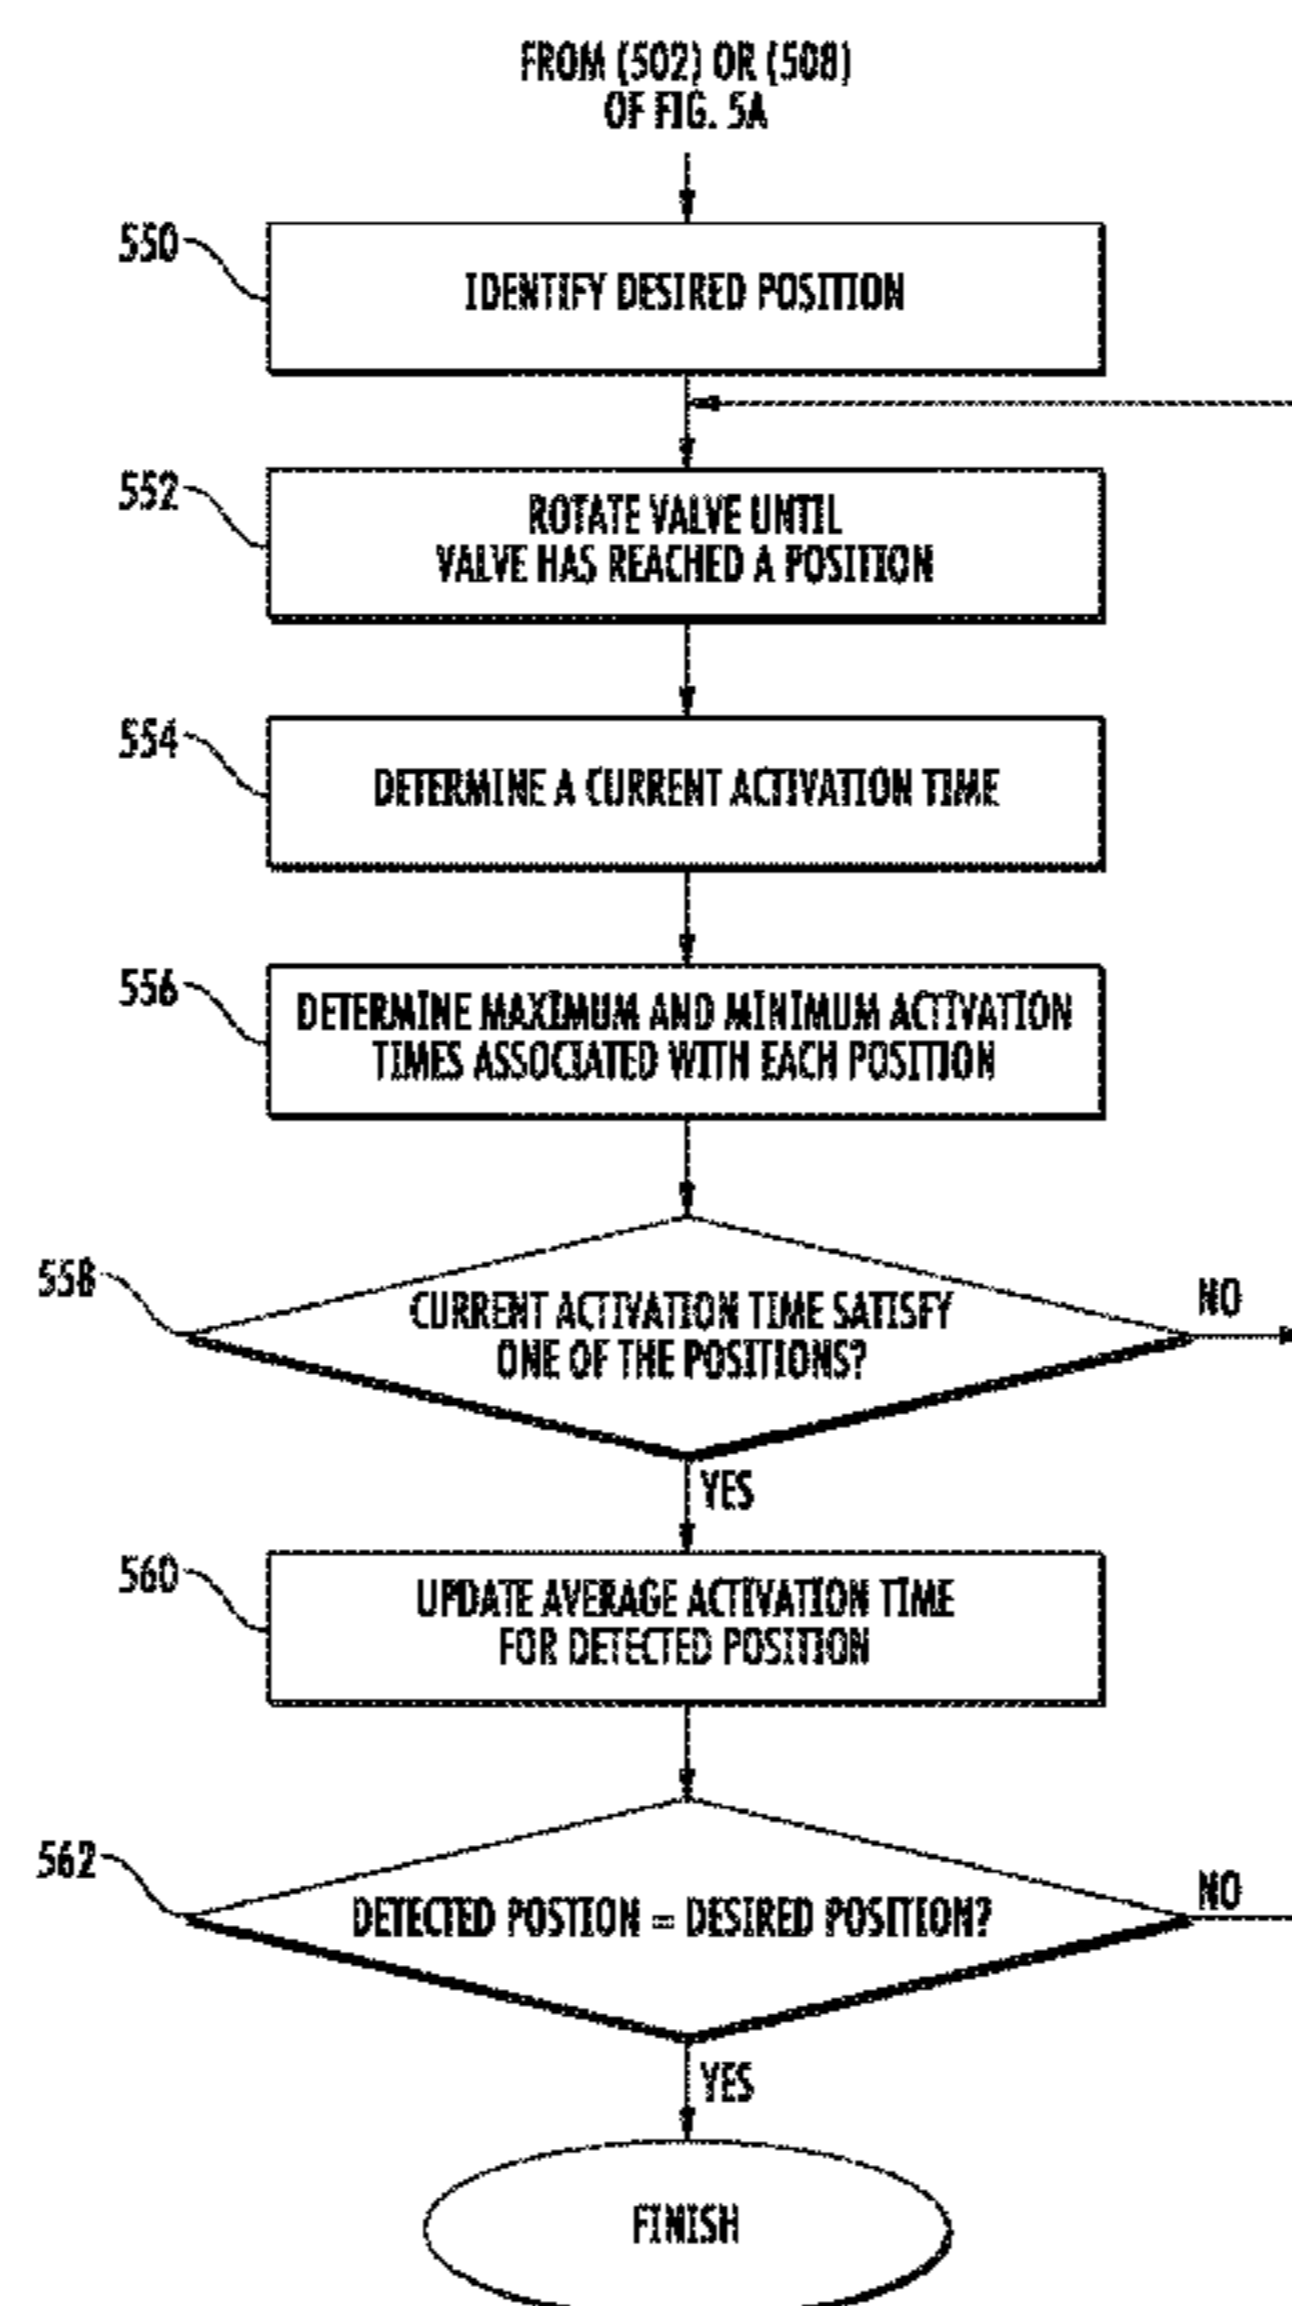 FROM (502) OR (508)
OF FIG. 5A
550
IDENTIFY DESIRED POSITION
552
ROTATE VALVE UNTIL
VALVE HAS REACHED A POSITION
554
DETERMINE A CURRENT ACTIVATION TIME
556
DETERMINE MAXIMUM AND MINIMUM ACTIVATION
TIMES ASSOCIATED WITH EACH POSITION
558
CURRENT ACTIVATION TIME SATISFY
ONE OF THE POSITIONS?
NO
YES
560
UPDATE AVERAGE ACTIVATION TIME
FOR DETECTED POSITION
562
DETECTED POSTION = DESIRED POSITION?
NO
YES
FINISH